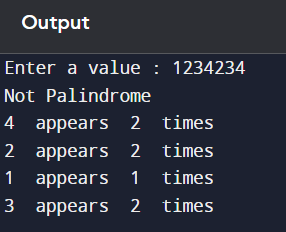 Output
Enter a value : 1234234
Not Palindrome
4  appears  2  times
2  appears  2  times
1  appears  1  times
3  appears  2  times